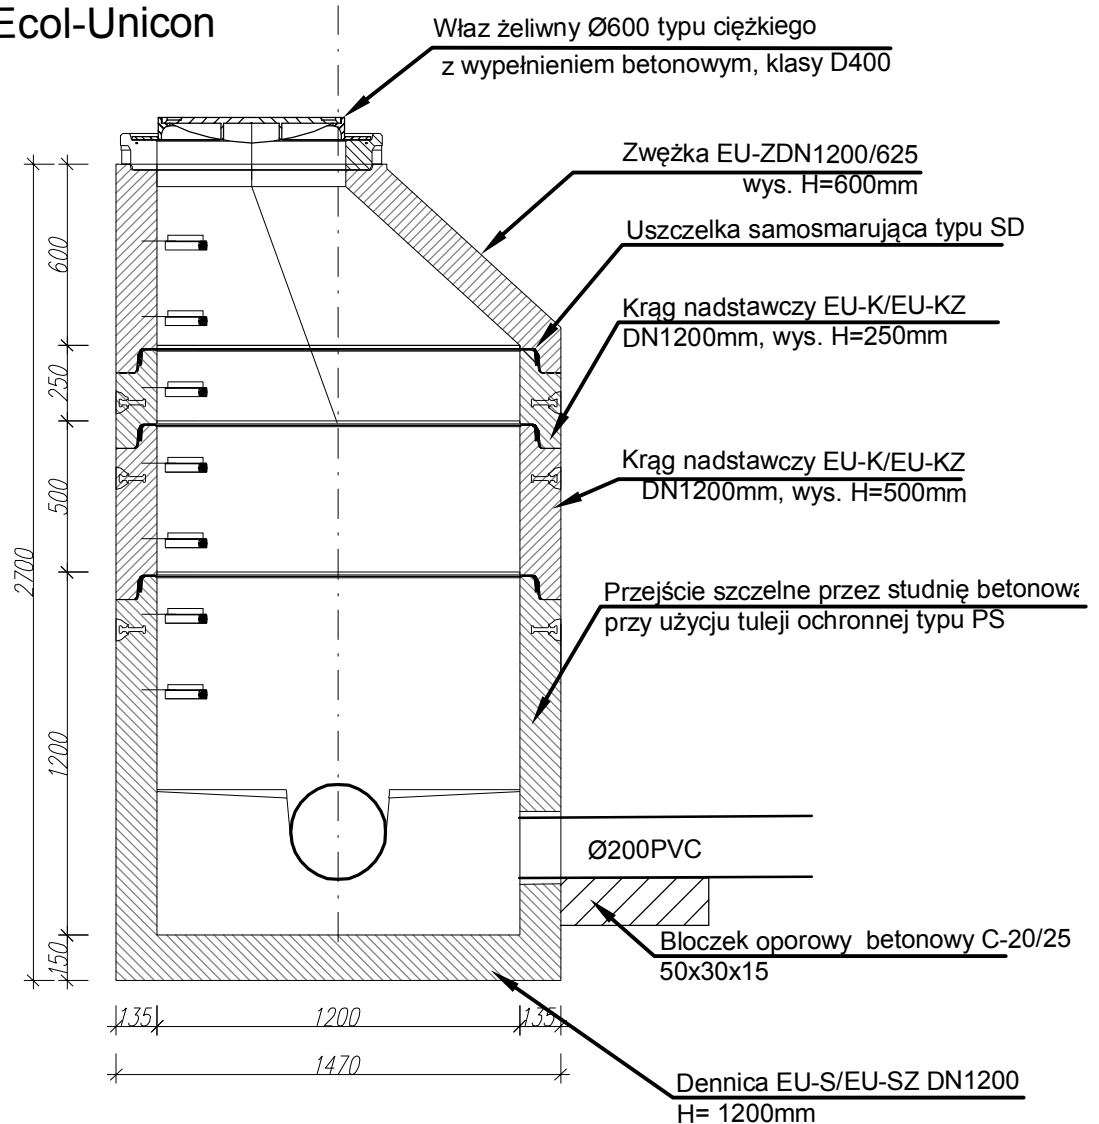 Ecol-Unicon
Właz żeliwny Ø600 typu ciężkiego
z wypełnieniem betonowym, klasy D400
Zwężka EU-ZDN1200/625
wys. H=600mm
Uszczelka samosmarująca typu SD
Krąg nadstawczy EU-K/EU-KZ
DN1200mm, wys. H=250mm
Krąg nadstawczy EU-K/EU-KZ
DN1200mm, wys. H=500mm
Przejście szczelne przez studnię betonową
przy użycju tuleji ochronnej typu PS
Ø200PVC
Bloczek oporowy betonowy C-20/25
50x30x15
Dennica EU-S/EU-SZ DN1200
H= 1200mm
600
250
500
2700
1200
150
135
1200
135
1470